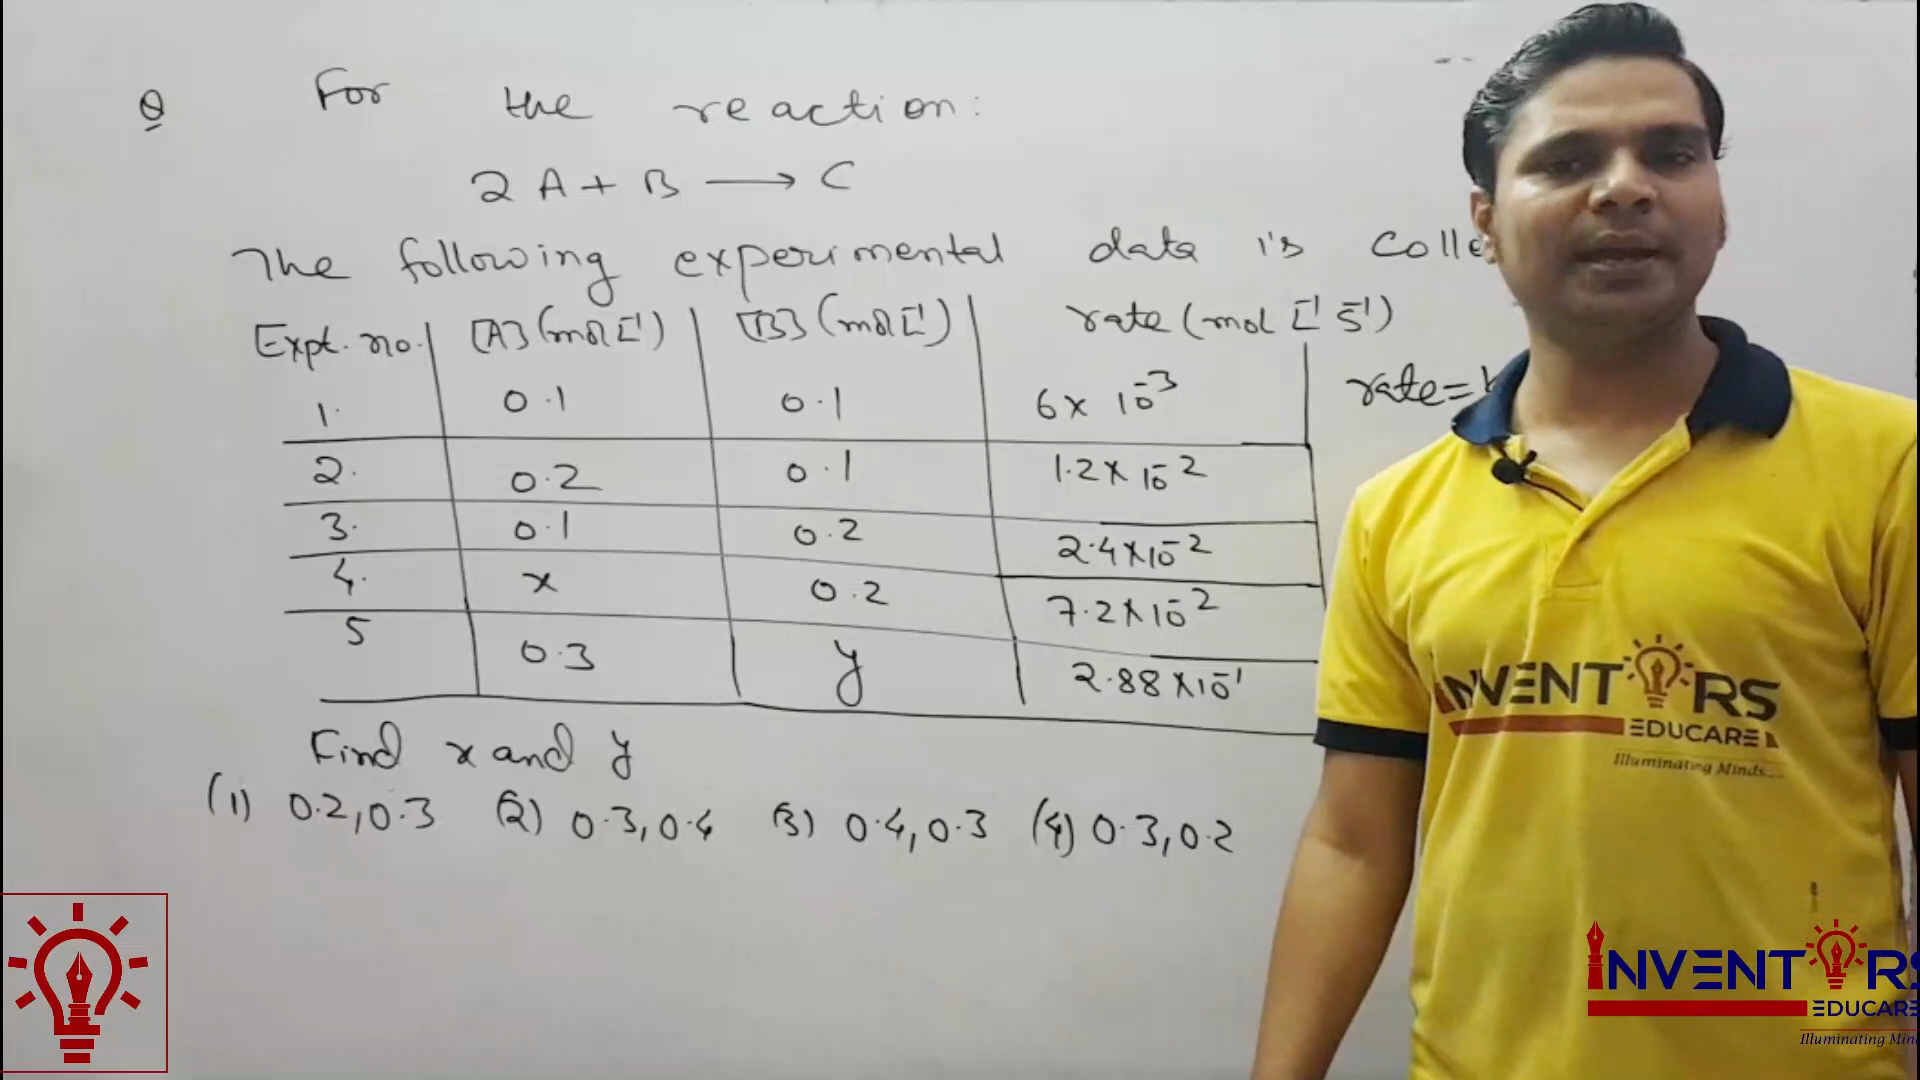 Q For the reaction:
2A + B → C
The following experimental data is colle
Expt. no. [A] (mol L⁻¹) [B] (mol L⁻¹) rate (mol L⁻¹ s⁻¹)
1. 0.1 0.1 6 × 10⁻³ rate =
2. 0.2 0.1 1.2 × 10⁻²
3. 0.1 0.2 2.4 × 10⁻²
4. x 0.2 7.2 × 10⁻²
5 0.3 y 2.88 × 10⁻¹
Find x and y
(1) 0.2, 0.3 (2) 0.3, 0.4 (3) 0.4, 0.3 (4) 0.3, 0.2
INVENTORS
EDUCARE
Illuminating Minds....
INVENTORS
EDUCARE
Illuminating Min